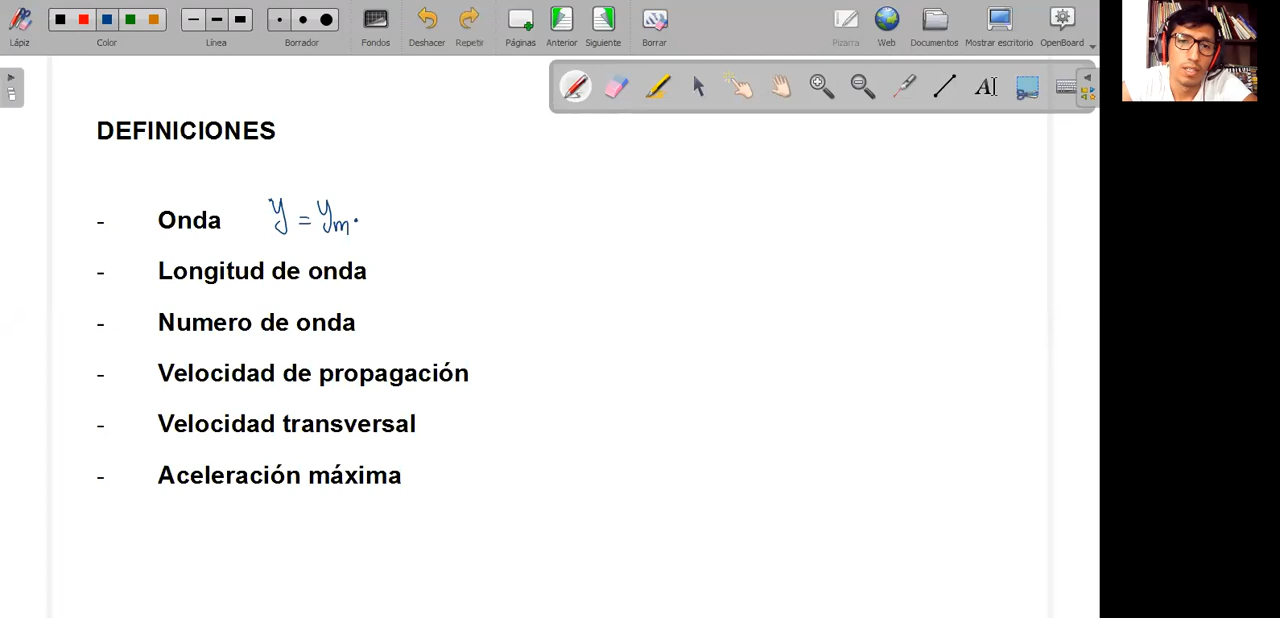 Lápiz Color Línea Borrador Fondos Deshacer Repetir Páginas Anterior Siguiente Borrar Pizarra Web Documentos Mostrar escritorio OpenBoard
DEFINICIONES
- Onda y = ym ·
- Longitud de onda
- Numero de onda
- Velocidad de propagación
- Velocidad transversal
- Aceleración máxima